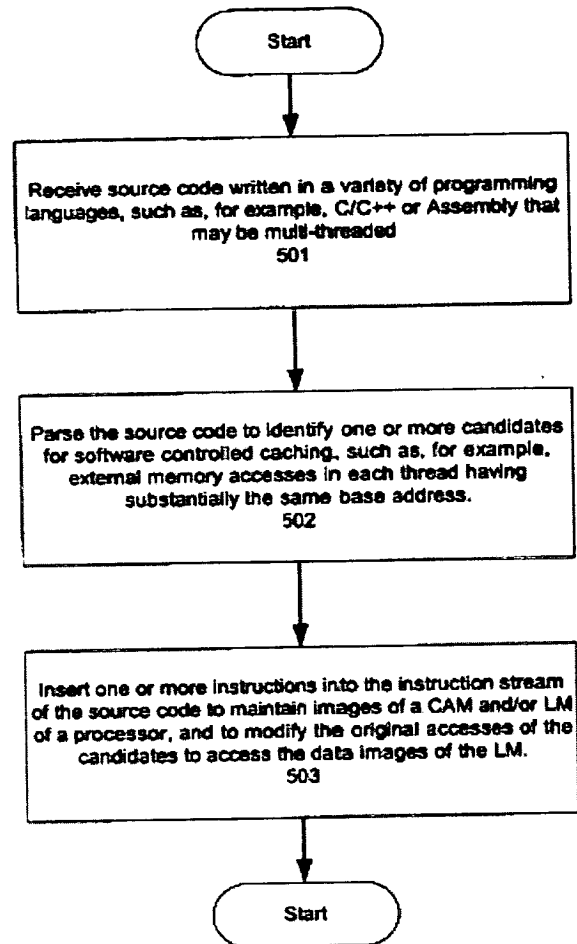 Start
Receive source code written in a variety of programming
languages, such as, for example, C/C++ or Assembly that
may be multi-threaded
501
Parse the source code to identify one or more candidates
for software controlled caching, such as, for example,
external memory accesses in each thread having
substantially the same base address.
502
Insert one or more instructions into the instruction stream
of the source code to maintain images of a CAM and/or LM
of a processor, and to modify the original accesses of the
candidates to access the data images of the LM.
503
Start